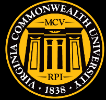 VIRGINIA COMMONWEALTH UNIVERSITY
MCV
RPI
• 1838 •